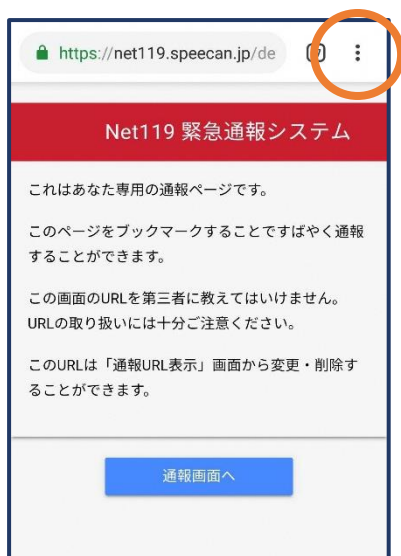 https://net119.speecan.jp/de
Net119 緊急通報システム
これはあなた専用の通報ページです。
このページをブックマークすることですばやく通報
することができます。
この画面のURLを第三者に教えてはいけません。
URLの取り扱いには十分ご注意ください。
このURLは「通報URL表示」画面から変更・削除す
ることができます。
通報画面へ